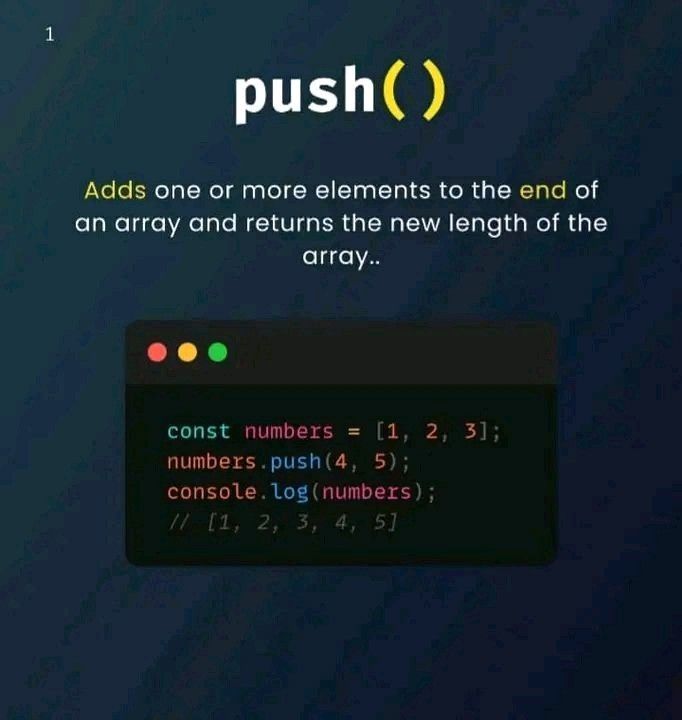 1
push()
Adds one or more elements to the end of
an array and returns the new length of the
array..
const numbers = [1, 2, 3];
numbers.push(4, 5);
console.log(numbers);
// [1, 2, 3, 4, 5]